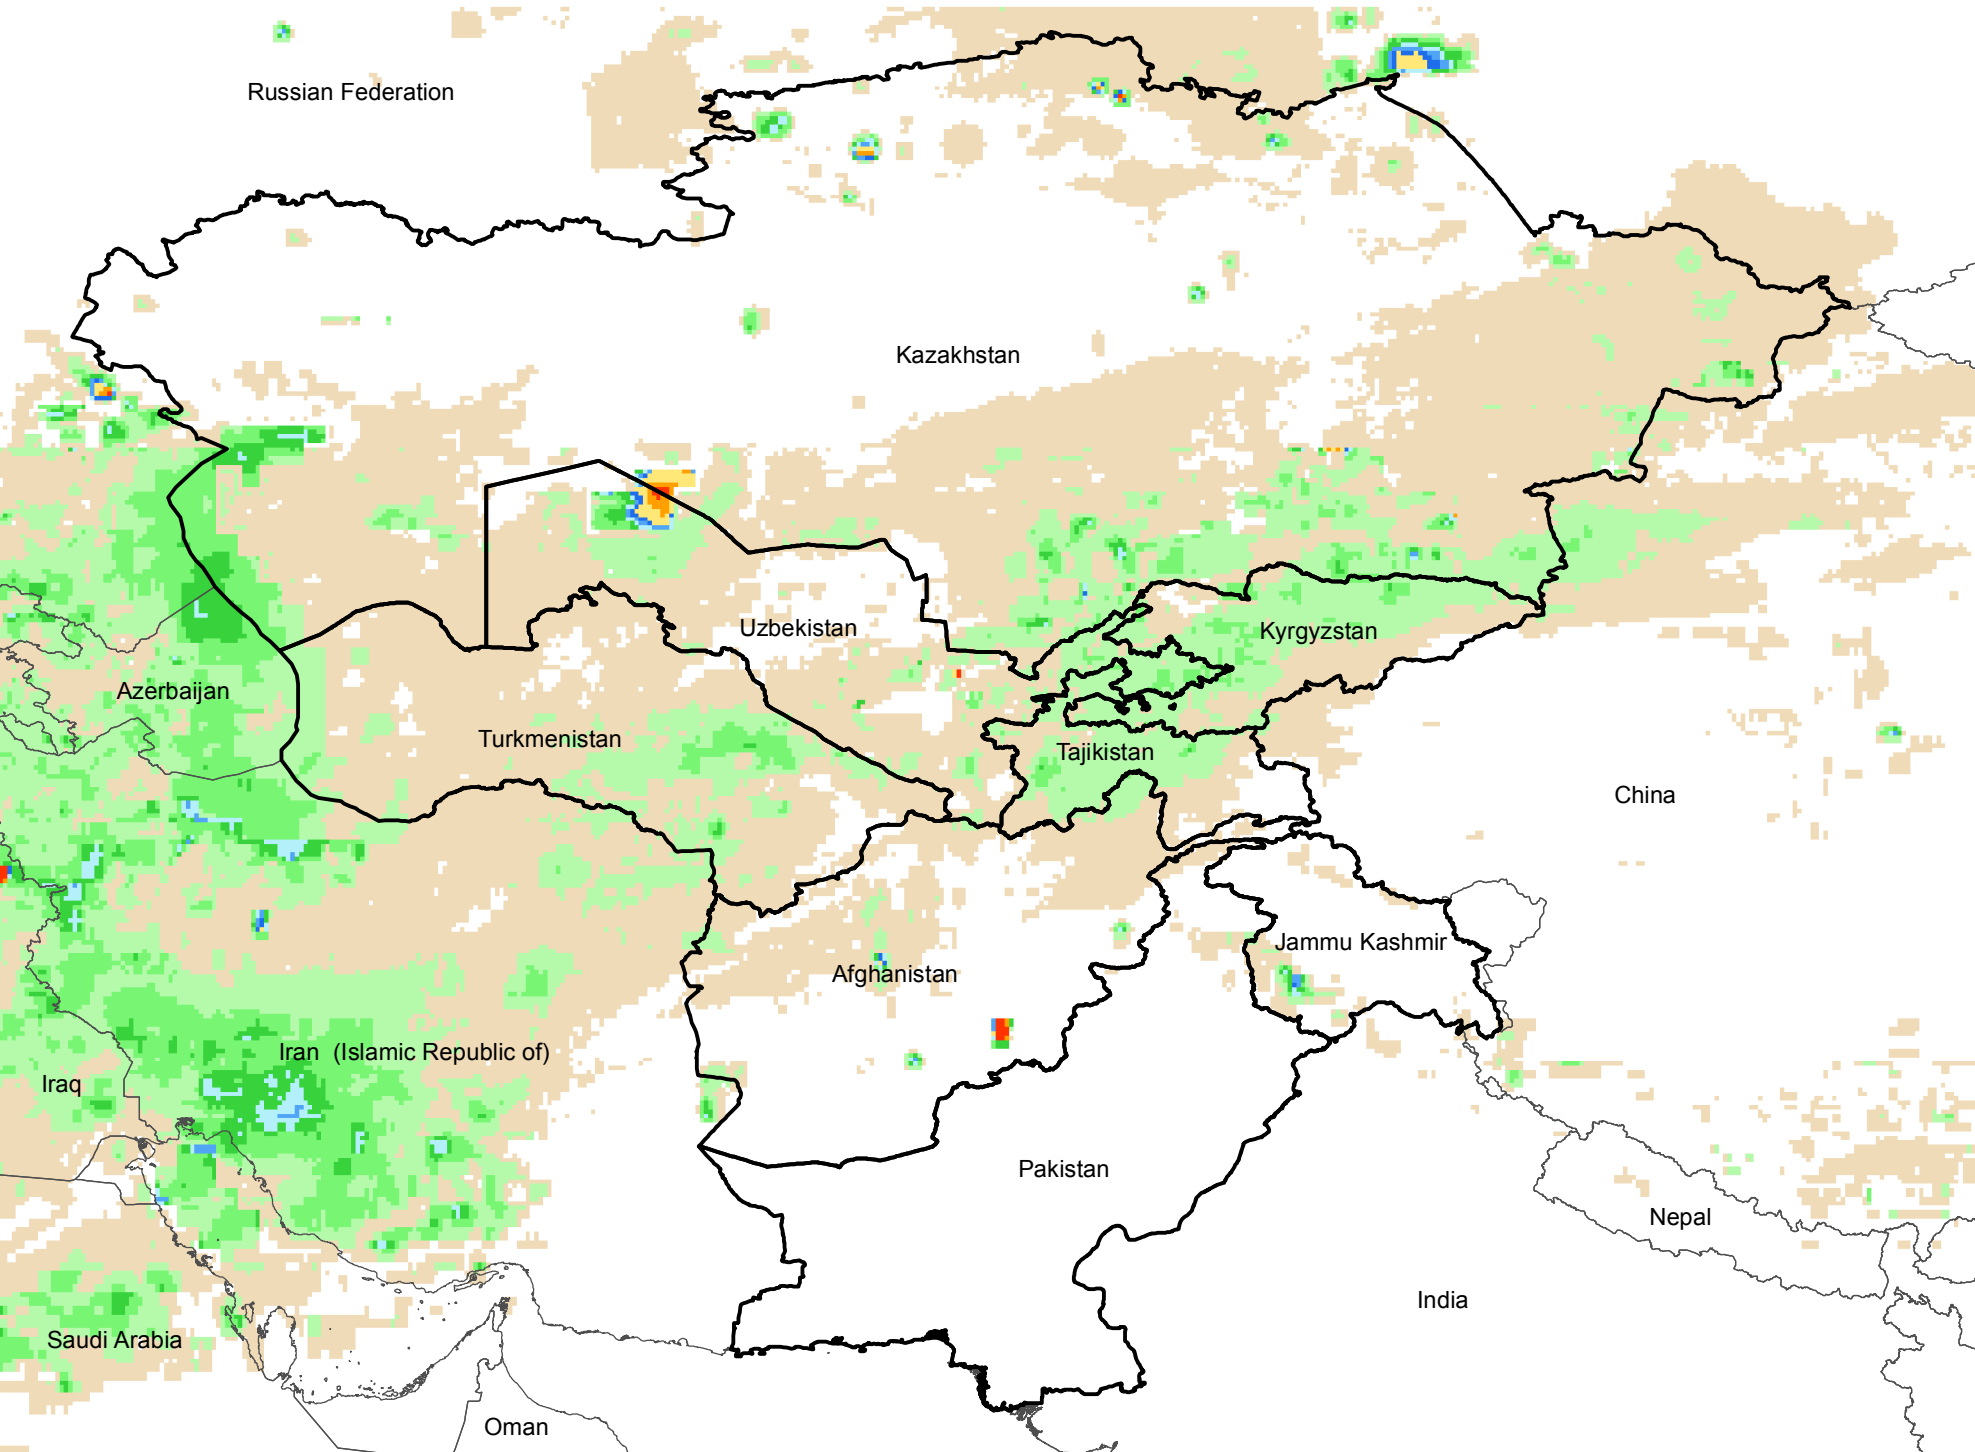 Russian Federation
Kazakhstan
Uzbekistan
Kyrgyzstan
Azerbaijan
Turkmenistan
Tajikistan
China
Jammu Kashmir
Afghanistan
Iran  (Islamic Republic of)
Iraq
Pakistan
Nepal
India
Saudi Arabia
Oman